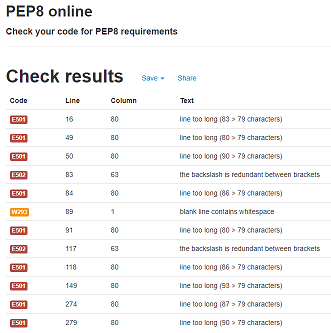 PEP8 online
Check your code for PEP8 requirements
Check results Save Share
Code Line Column Text
E501 16 80 line too long (83 > 79 characters)
E501 49 80 line too long (80 > 79 characters)
E501 50 80 line too long (90 > 79 characters)
E502 83 63 the backslash is redundant between brackets
E501 84 80 line too long (86 > 79 characters)
W293 89 1 blank line contains whitespace
E501 91 80 line too long (80 > 79 characters)
E502 117 63 the backslash is redundant between brackets
E501 118 80 line too long (86 > 79 characters)
E501 149 80 line too long (93 > 79 characters)
E501 274 80 line too long (87 > 79 characters)
E501 279 80 line too long (90 > 79 characters)